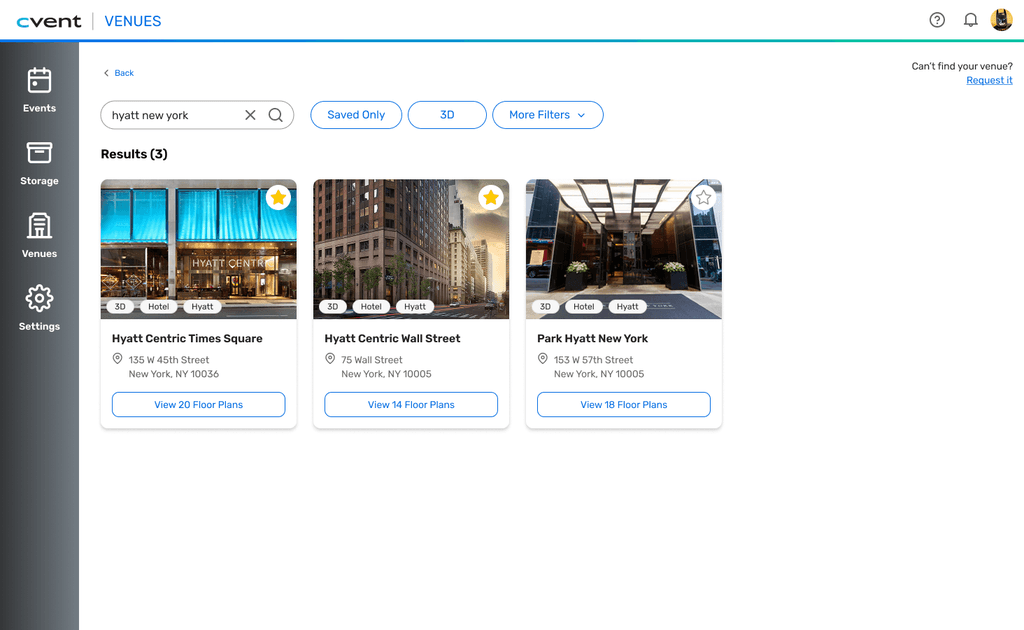 cvent
VENUES
Events
Storage
Venues
Settings
Back
Can't find your venue?
Request it
hyatt new york
Saved Only
3D
More Filters
Results (3)
HYATT CENTRIC
3D
Hotel
Hyatt
Hyatt Centric Times Square
135 W 45th Street
New York, NY 10036
View 20 Floor Plans
3D
Hotel
Hyatt
Hyatt Centric Wall Street
75 Wall Street
New York, NY 10005
View 14 Floor Plans
3D
Hotel
Hyatt
Park Hyatt New York
153 W 57th Street
New York, NY 10005
View 18 Floor Plans